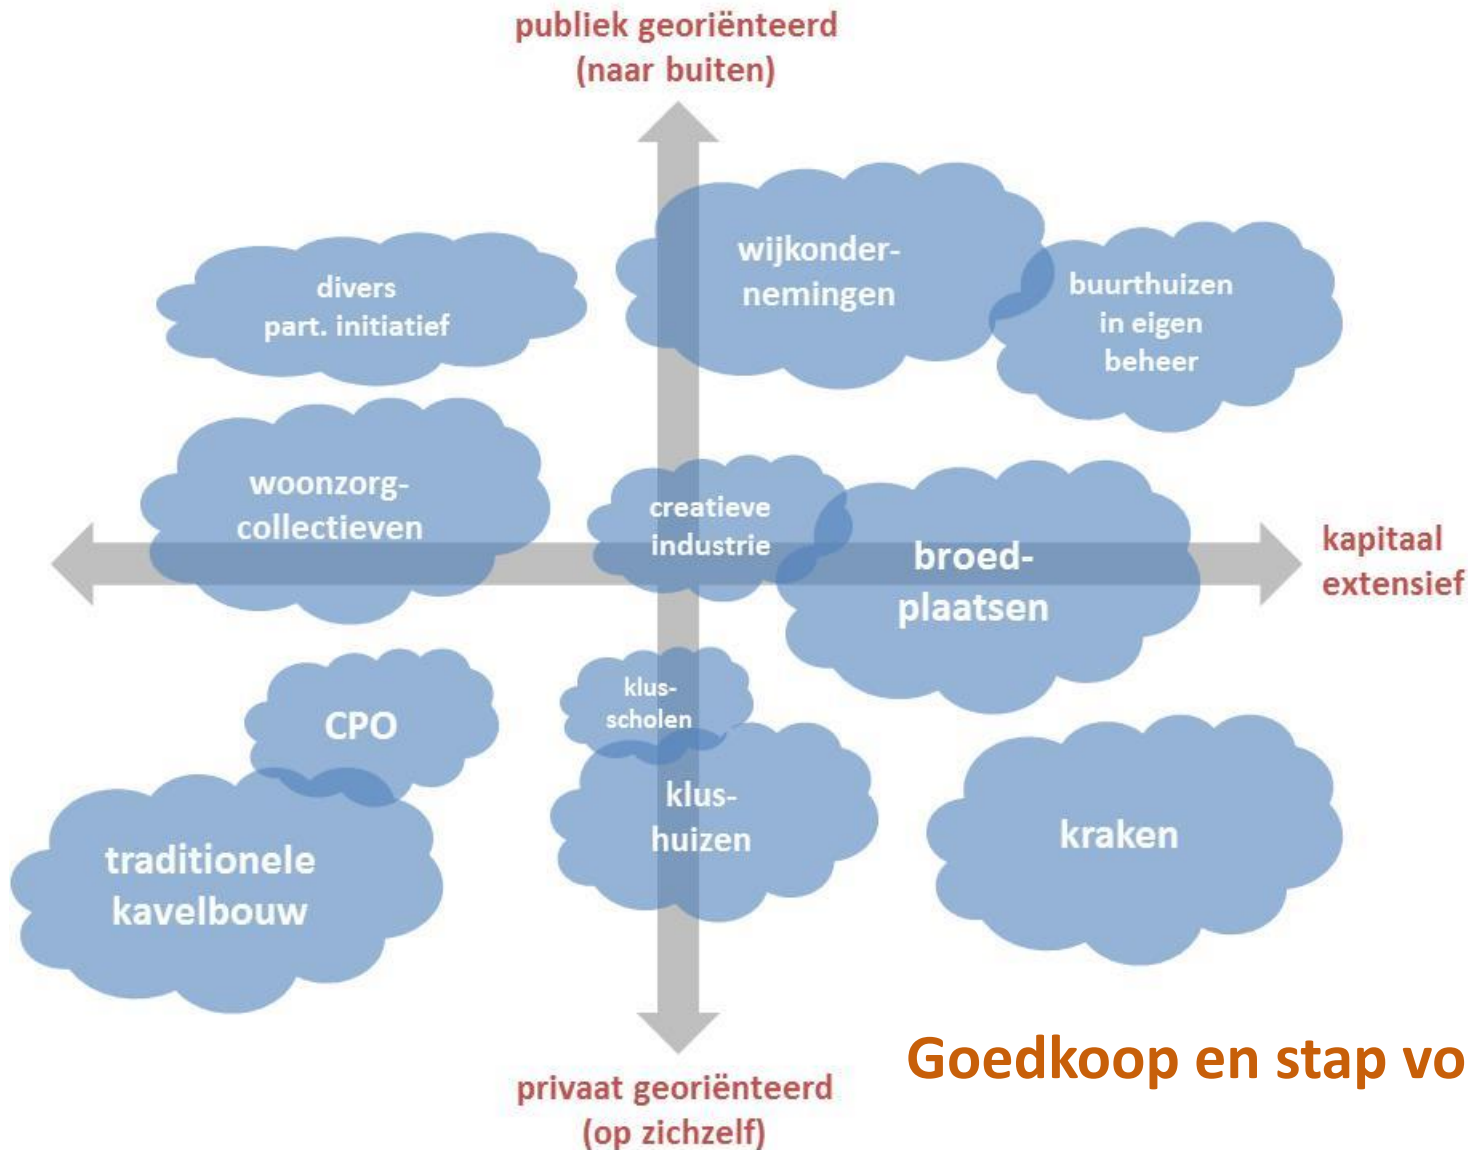 publiek georiënteerd
(naar buiten)
wijkonder-
nemingen
divers
part. initiatief
buurthuizen
in eigen
beheer
woonzorg-
collectieven
creatieve
industrie
broed-
plaatsen
kapitaal
extensief
klus-
scholen
CPO
klus-
huizen
kraken
traditionele
kavelbouw
Goedkoop en stap vo
privaat georiënteerd
(op zichzelf)